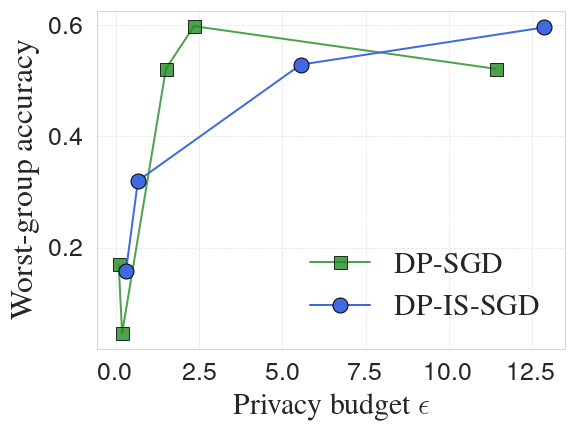 0.6
0.4
0.2
Worst-group accuracy
DP-SGD
DP-IS-SGD
0.0 2.5 5.0 7.5 10.0 12.5
Privacy budget ϵ